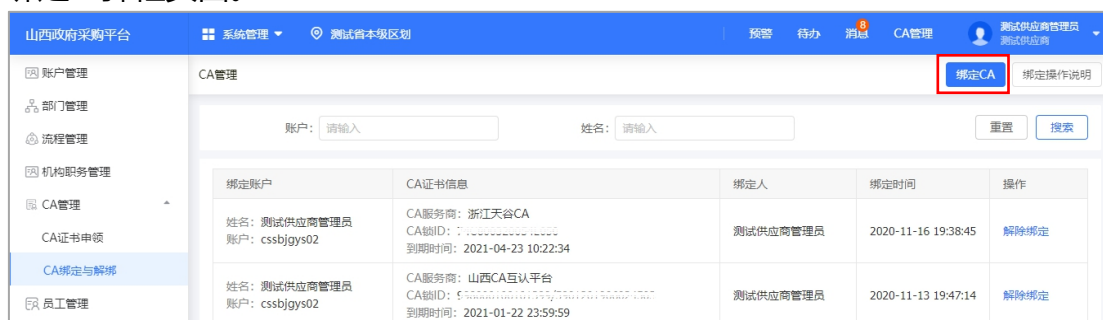 山西政府采购平台 系统管理 测试省本级区划 预警 待办 消息 8 CA管理 测试供应商管理员
测试供应商
账户管理
CA管理 绑定CA 绑定操作说明
部门管理
流程管理
账户： 请输入 姓名： 请输入 重置 搜索
机构职务管理
绑定账户 CA证书信息 绑定人 绑定时间 操作
CA管理
CA证书申领
CA绑定与解绑
员工管理
姓名：测试供应商管理员
账户：cssbjgys02
CA服务商：浙江天谷CA
CA锁ID：
到期时间：2021-04-23 10:22:34
测试供应商管理员 2020-11-16 19:38:45 解除绑定
姓名：测试供应商管理员
账户：cssbjgys02
CA服务商：山西CA互认平台
CA锁ID：
到期时间：2021-01-22 23:59:59
测试供应商管理员 2020-11-13 19:47:14 解除绑定